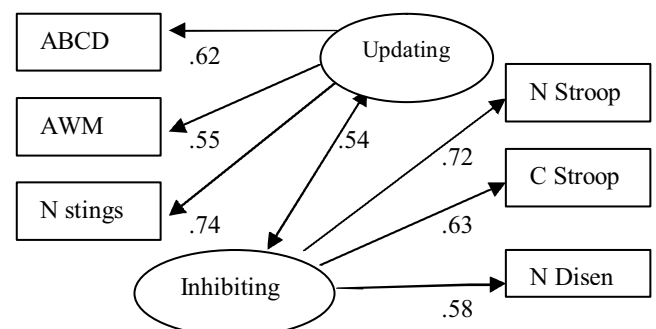 ABCD
Updating
.62
N Stroop
AWM
.55
.54
.72
C Stroop
N stings
.74
.63
Inhibiting
N Disen
.58